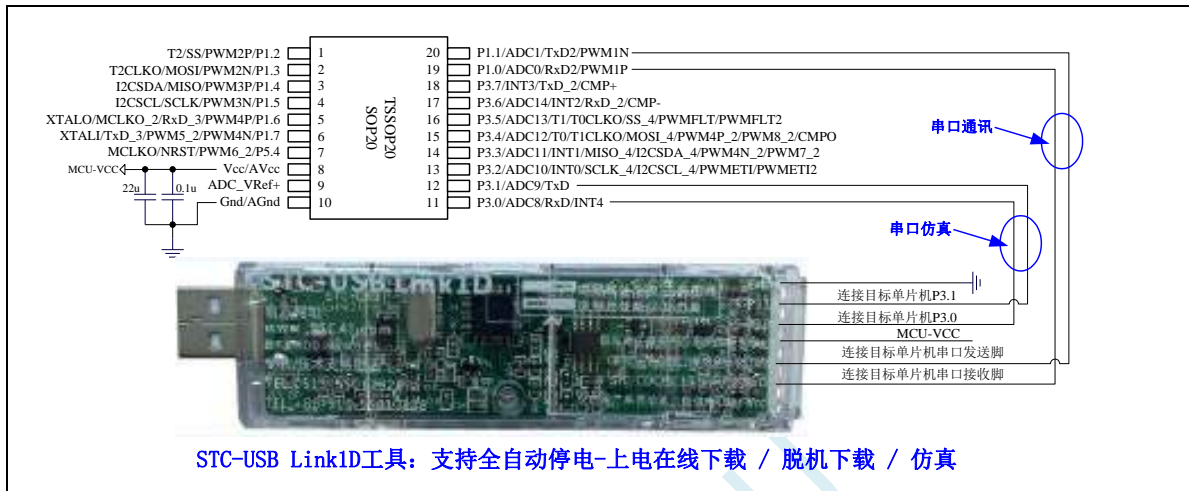 T2/SS/PWM2P/P1.2
T2CLKO/MOSI/PWM2N/P1.3
I2CSDA/MISO/PWM3P/P1.4
I2CSCL/SCLK/PWM3N/P1.5
XTALO/MCLKO_2/RxD_3/PWM4P/P1.6
XTALI/TxD_3/PWM5_2/PWM4N/P1.7
MCLKO/NRST/PWM6_2/P5.4
MCU-VCC
Vcc/AVcc
22u
0.1u
ADC_VRef+
Gnd/AGnd
1
2
3
4
5
6
7
8
9
10
TSSOP20
SOP20
20
19
18
17
16
15
14
13
12
11
P1.1/ADC1/TxD2/PWM1N
P1.0/ADC0/RxD2/PWM1P
P3.7/INT3/TxD_2/CMP+
P3.6/ADC14/INT2/RxD_2/CMP-
P3.5/ADC13/T1/T0CLKO/SS_4/PWMFLT/PWMFLT2
P3.4/ADC12/T0/T1CLKO/MOSI_4/PWM4P_2/PWM8_2/CMPO
P3.3/ADC11/INT1/MISO_4/I2CSDA_4/PWM4N_2/PWM7_2
P3.2/ADC10/INT0/SCLK_4/I2CSCL_4/PWMETI/PWMETI2
P3.1/ADC9/TxD
P3.0/ADC8/RxD/INT4
串口通讯
串口仿真
STC-USB Link1D
连接目标单片机P3.1
连接目标单片机P3.0
MCU-VCC
连接目标单片机串口发送脚
连接目标单片机串口接收脚
STC-USB Link1D工具：支持全自动停电-上电在线下载 / 脱机下载 / 仿真